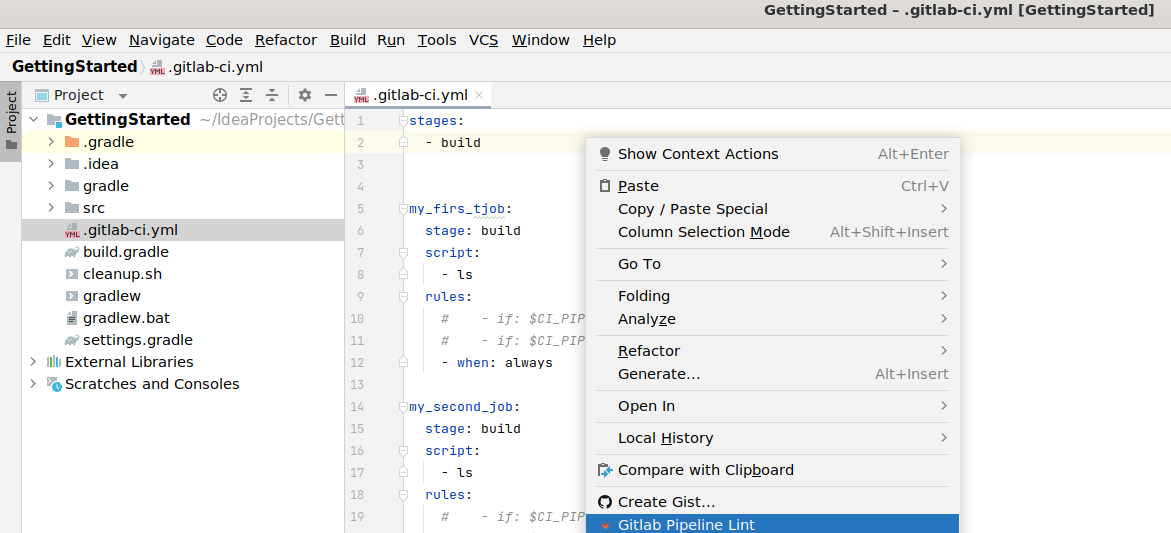 GettingStarted – .gitlab-ci.yml [GettingStarted]
File Edit View Navigate Code Refactor Build Run Tools VCS Window Help
GettingStarted .gitlab-ci.yml
Project
Project
.gitlab-ci.yml
GettingStarted ~/IdeaProjects/Gett
.gradle
.idea
gradle
src
.gitlab-ci.yml
build.gradle
cleanup.sh
gradlew
gradlew.bat
settings.gradle
External Libraries
Scratches and Consoles
1 stages:
2 - build
3
4
5 my_firs_tjob:
6 stage: build
7 script:
8 - ls
9 rules:
10 # - if: $CI_PIP
11 # - if: $CI_PIP
12 - when: always
13
14 my_second_job:
15 stage: build
16 script:
17 - ls
18 rules:
19 # - if: $CI_PIP
Show Context Actions Alt+Enter
Paste Ctrl+V
Copy / Paste Special
Column Selection Mode Alt+Shift+Insert
Go To
Folding
Analyze
Refactor
Generate... Alt+Insert
Open In
Local History
Compare with Clipboard
Create Gist...
Gitlab Pipeline Lint